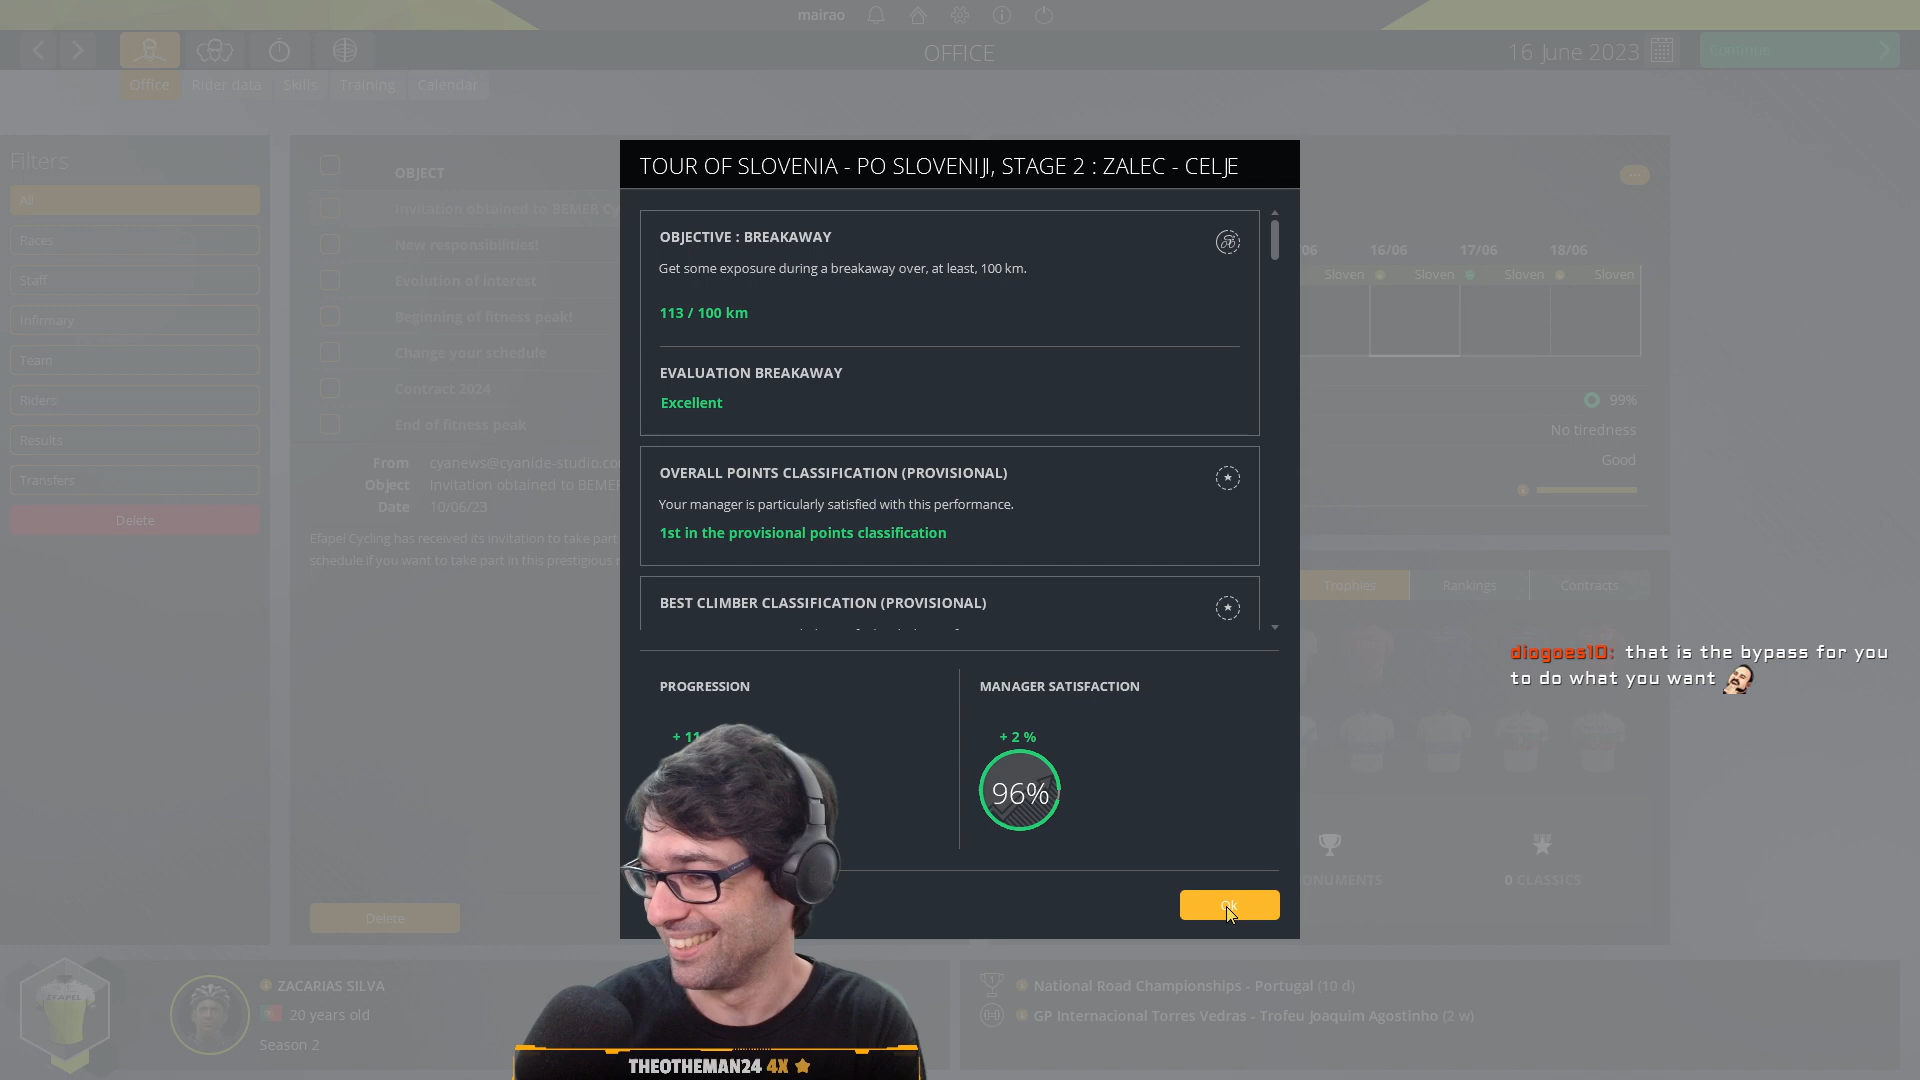 mairao
OFFICE
16 June 2023
Continue
Office
Rider data
Skills
Training
Calendar
Filters
All
Races
Staff
Infirmary
Team
Riders
Results
Transfers
Delete
OBJECT
Invitation obtained to BEMER Cy
New responsibilities!
Evolution of interest
Beginning of fitness peak!
Change your schedule
Contract 2024
End of fitness peak
From cyanews@cyanide-studio.co
Object Invitation obtained to BEMER
Date 10/06/23
Efapel Cycling has received its invitation to take part
schedule if you want to take part in this prestigious
Delete
TOUR OF SLOVENIA - PO SLOVENIJI, STAGE 2 : ZALEC - CELJE
OBJECTIVE : BREAKAWAY
Get some exposure during a breakaway over, at least, 100 km.
113 / 100 km
EVALUATION BREAKAWAY
Excellent
OVERALL POINTS CLASSIFICATION (PROVISIONAL)
Your manager is particularly satisfied with this performance.
1st in the provisional points classification
BEST CLIMBER CLASSIFICATION (PROVISIONAL)
PROGRESSION
+ 11
MANAGER SATISFACTION
+ 2 %
96%
Ok
/06 16/06 17/06 18/06
Sloven Sloven Sloven Sloven
99%
No tiredness
Good
Trophies
Rankings
Contracts
diogoes10: that is the bypass for you
to do what you want
ONUMENTS
0 CLASSICS
EFAPEL
ZACARIAS SILVA
20 years old
Season 2
National Road Championships - Portugal (10 d)
GP Internacional Torres Vedras - Trofeu Joaquim Agostinho (2 w)
THEOTHEMAN24 4X